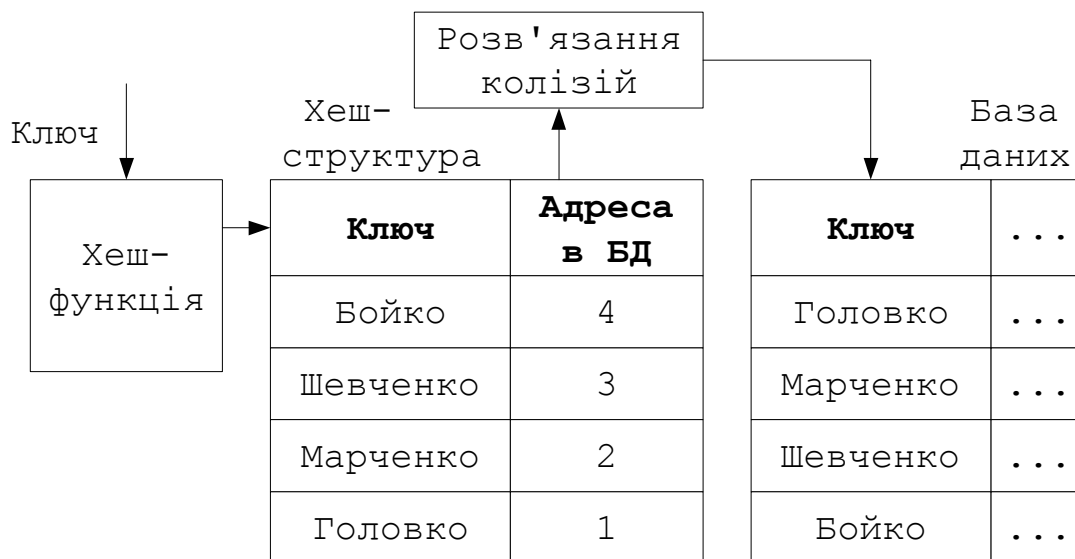 Розв'язання
колізій
Ключ
Хеш-
структура
База
даних
Хеш-
функція
Ключ
Адреса
в БД
Ключ
...
Бойко
4
Головко
...
Шевченко
3
Марченко
...
Марченко
2
Шевченко
...
Головко
1
Бойко
...